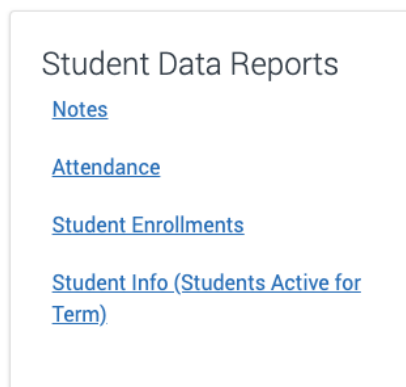 Student Data Reports
Notes
Attendance
Student Enrollments
Student Info (Students Active for
Term)